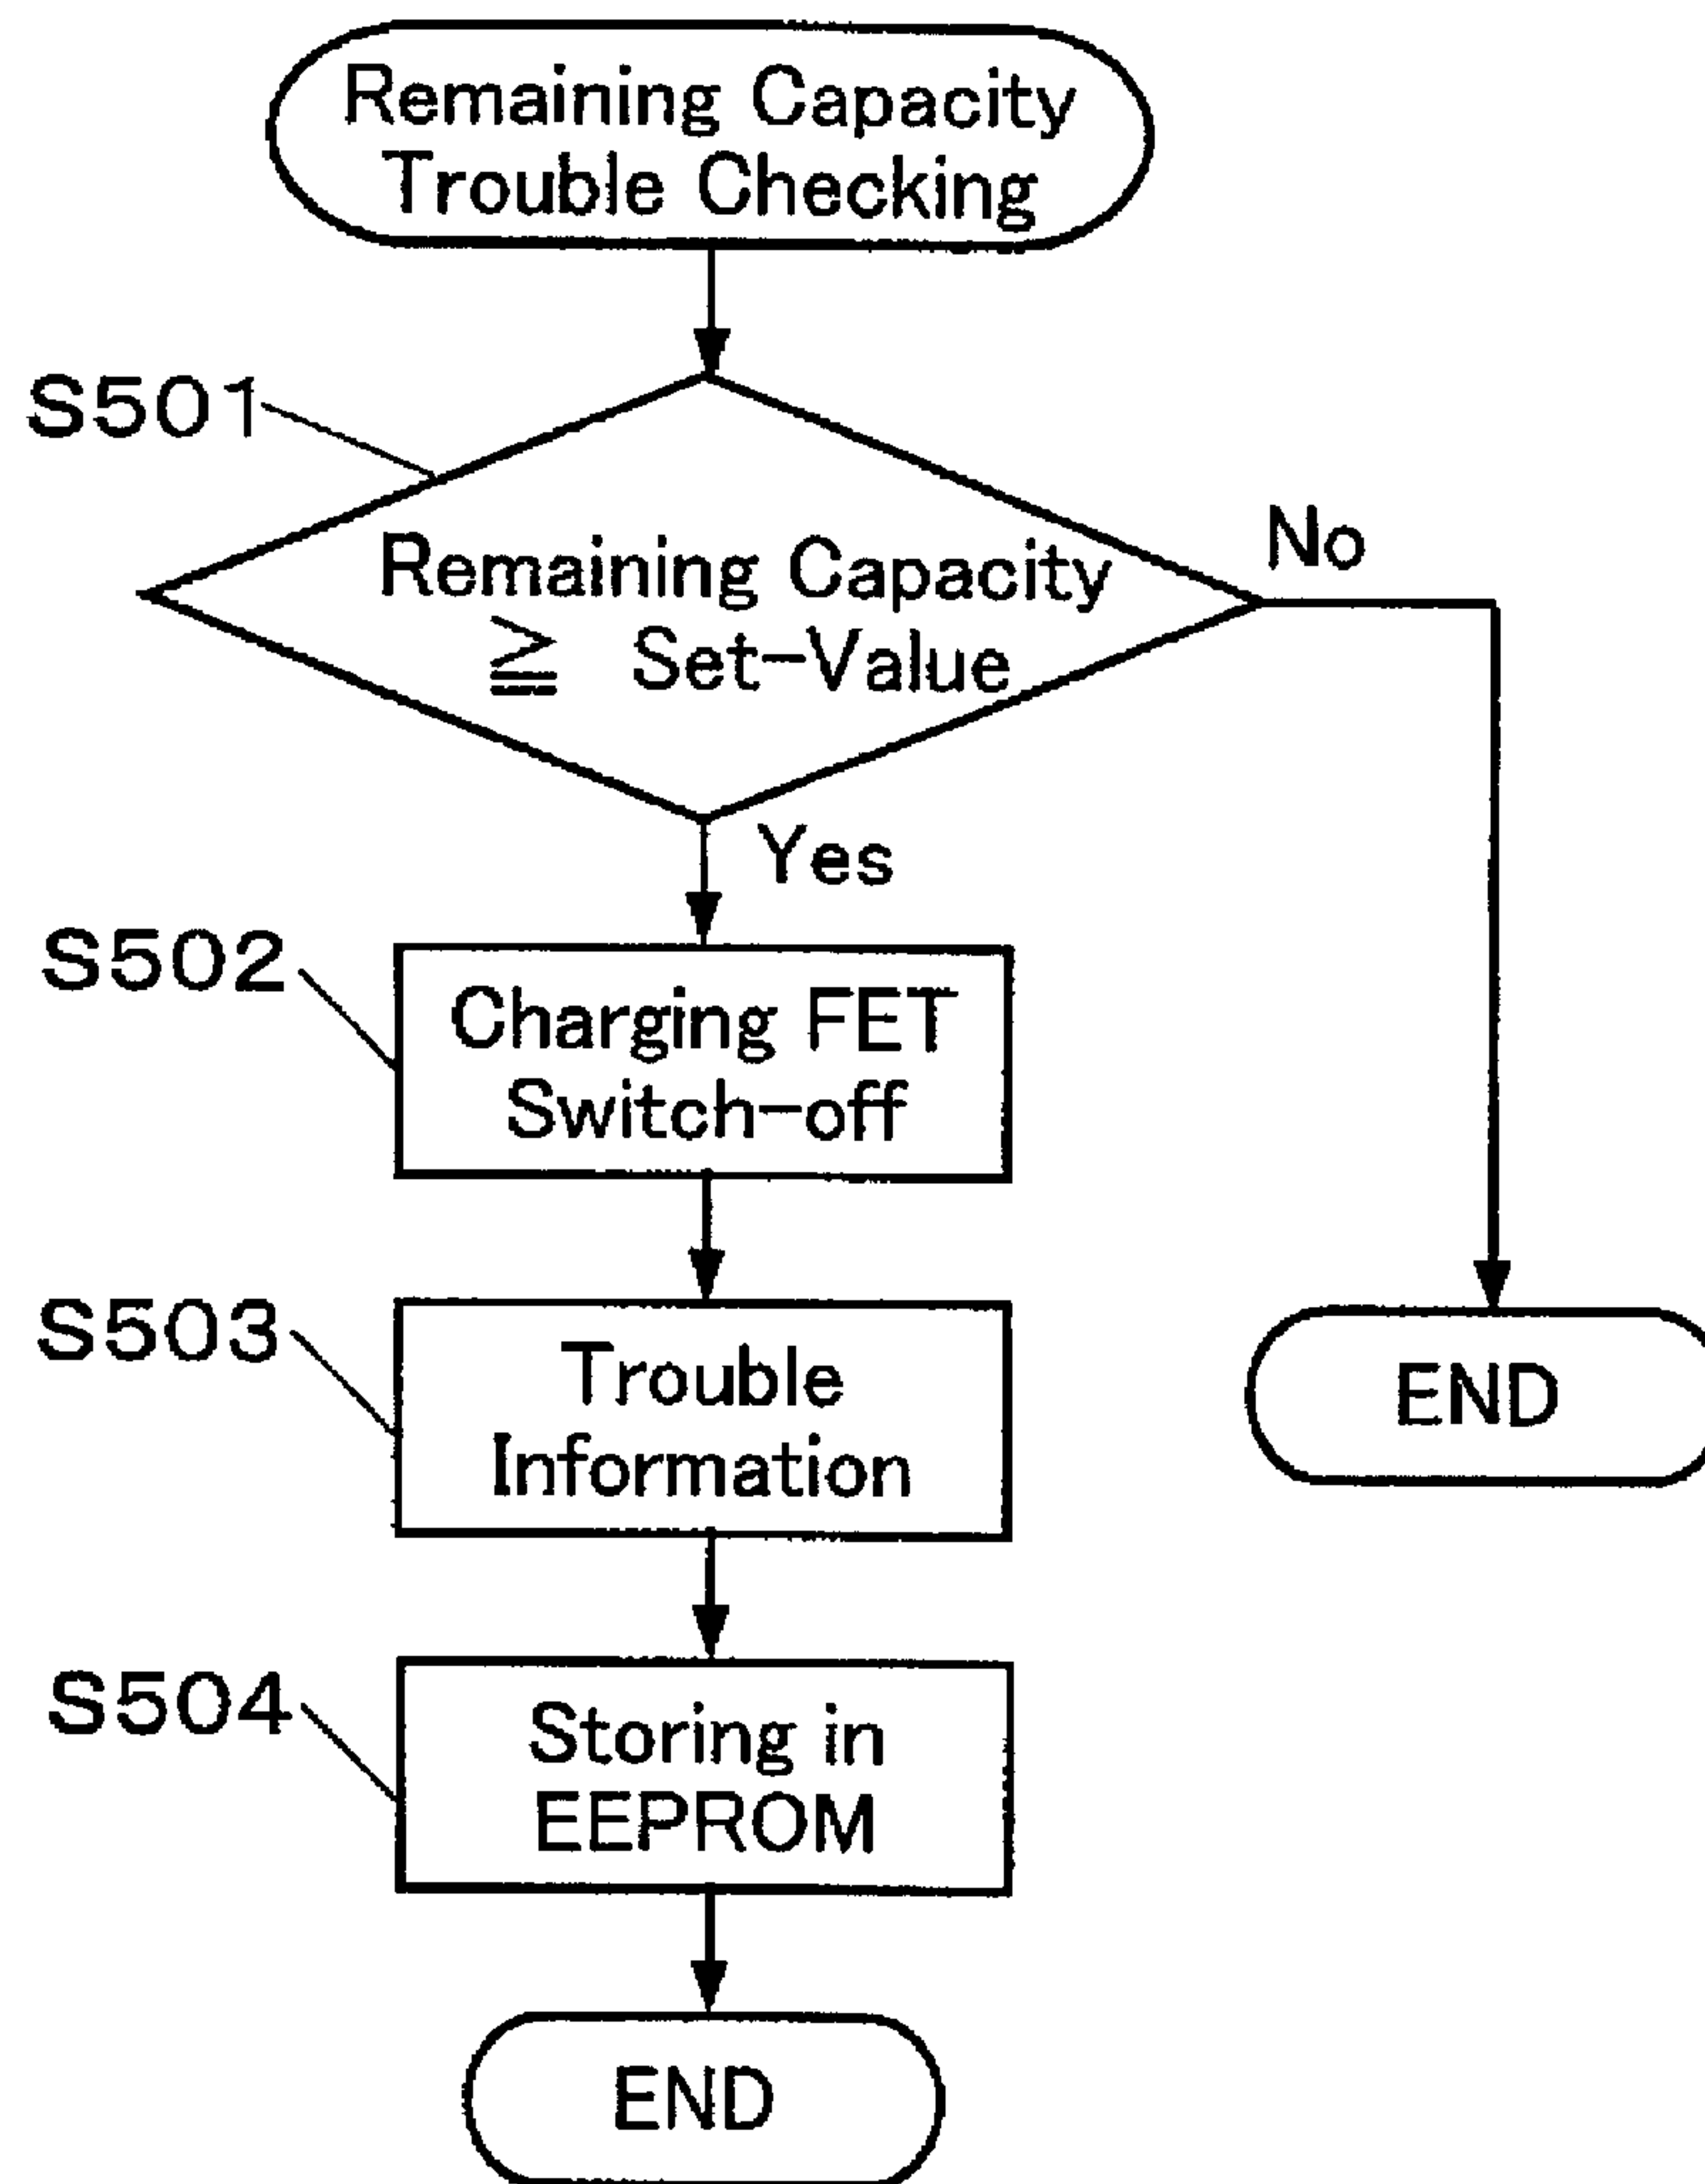 Remaining Capacity
Trouble Checking
S501
Remaining Capacity
≧ Set-Value
No
Yes
S502
Charging FET
Switch-off
S503
Trouble
Information
END
S504
Storing in
EEPROM
END